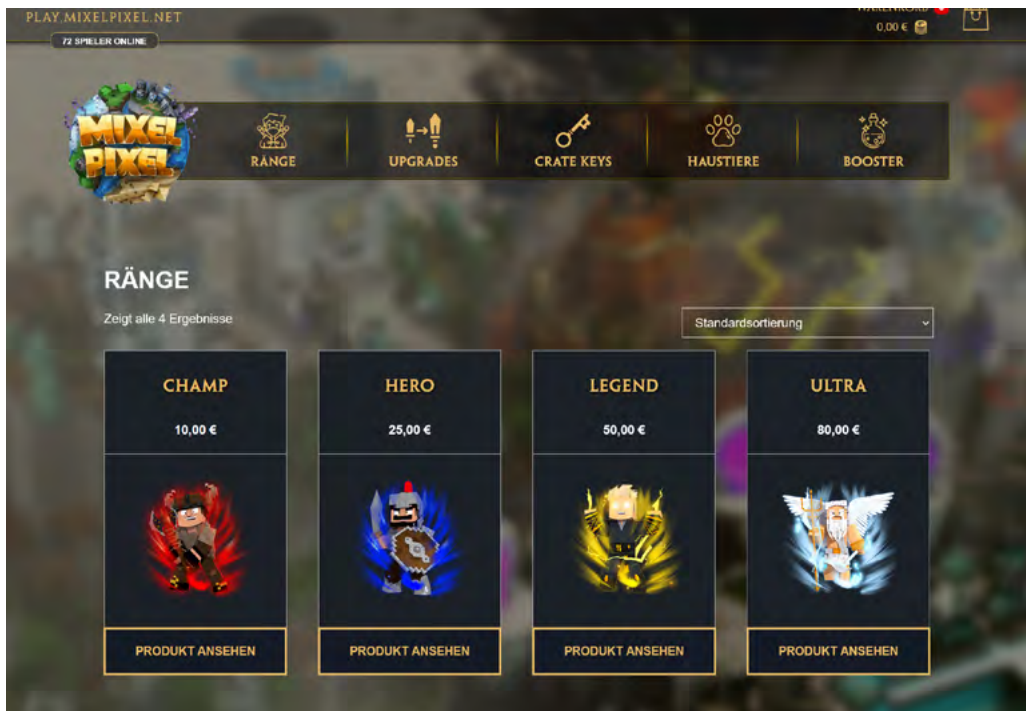 PLAY.MIXELPIXEL.NET
WARENKORB
72 SPIELER ONLINE
0,00 €
MIXEL
PIXEL
RÄNGE
UPGRADES
CRATE KEYS
HAUSTIERE
BOOSTER
RÄNGE
Zeigt alle 4 Ergebnisse
Standardsortierung
CHAMP
10,00 €
PRODUKT ANSEHEN
HERO
25,00 €
PRODUKT ANSEHEN
LEGEND
50,00 €
PRODUKT ANSEHEN
ULTRA
80,00 €
PRODUKT ANSEHEN